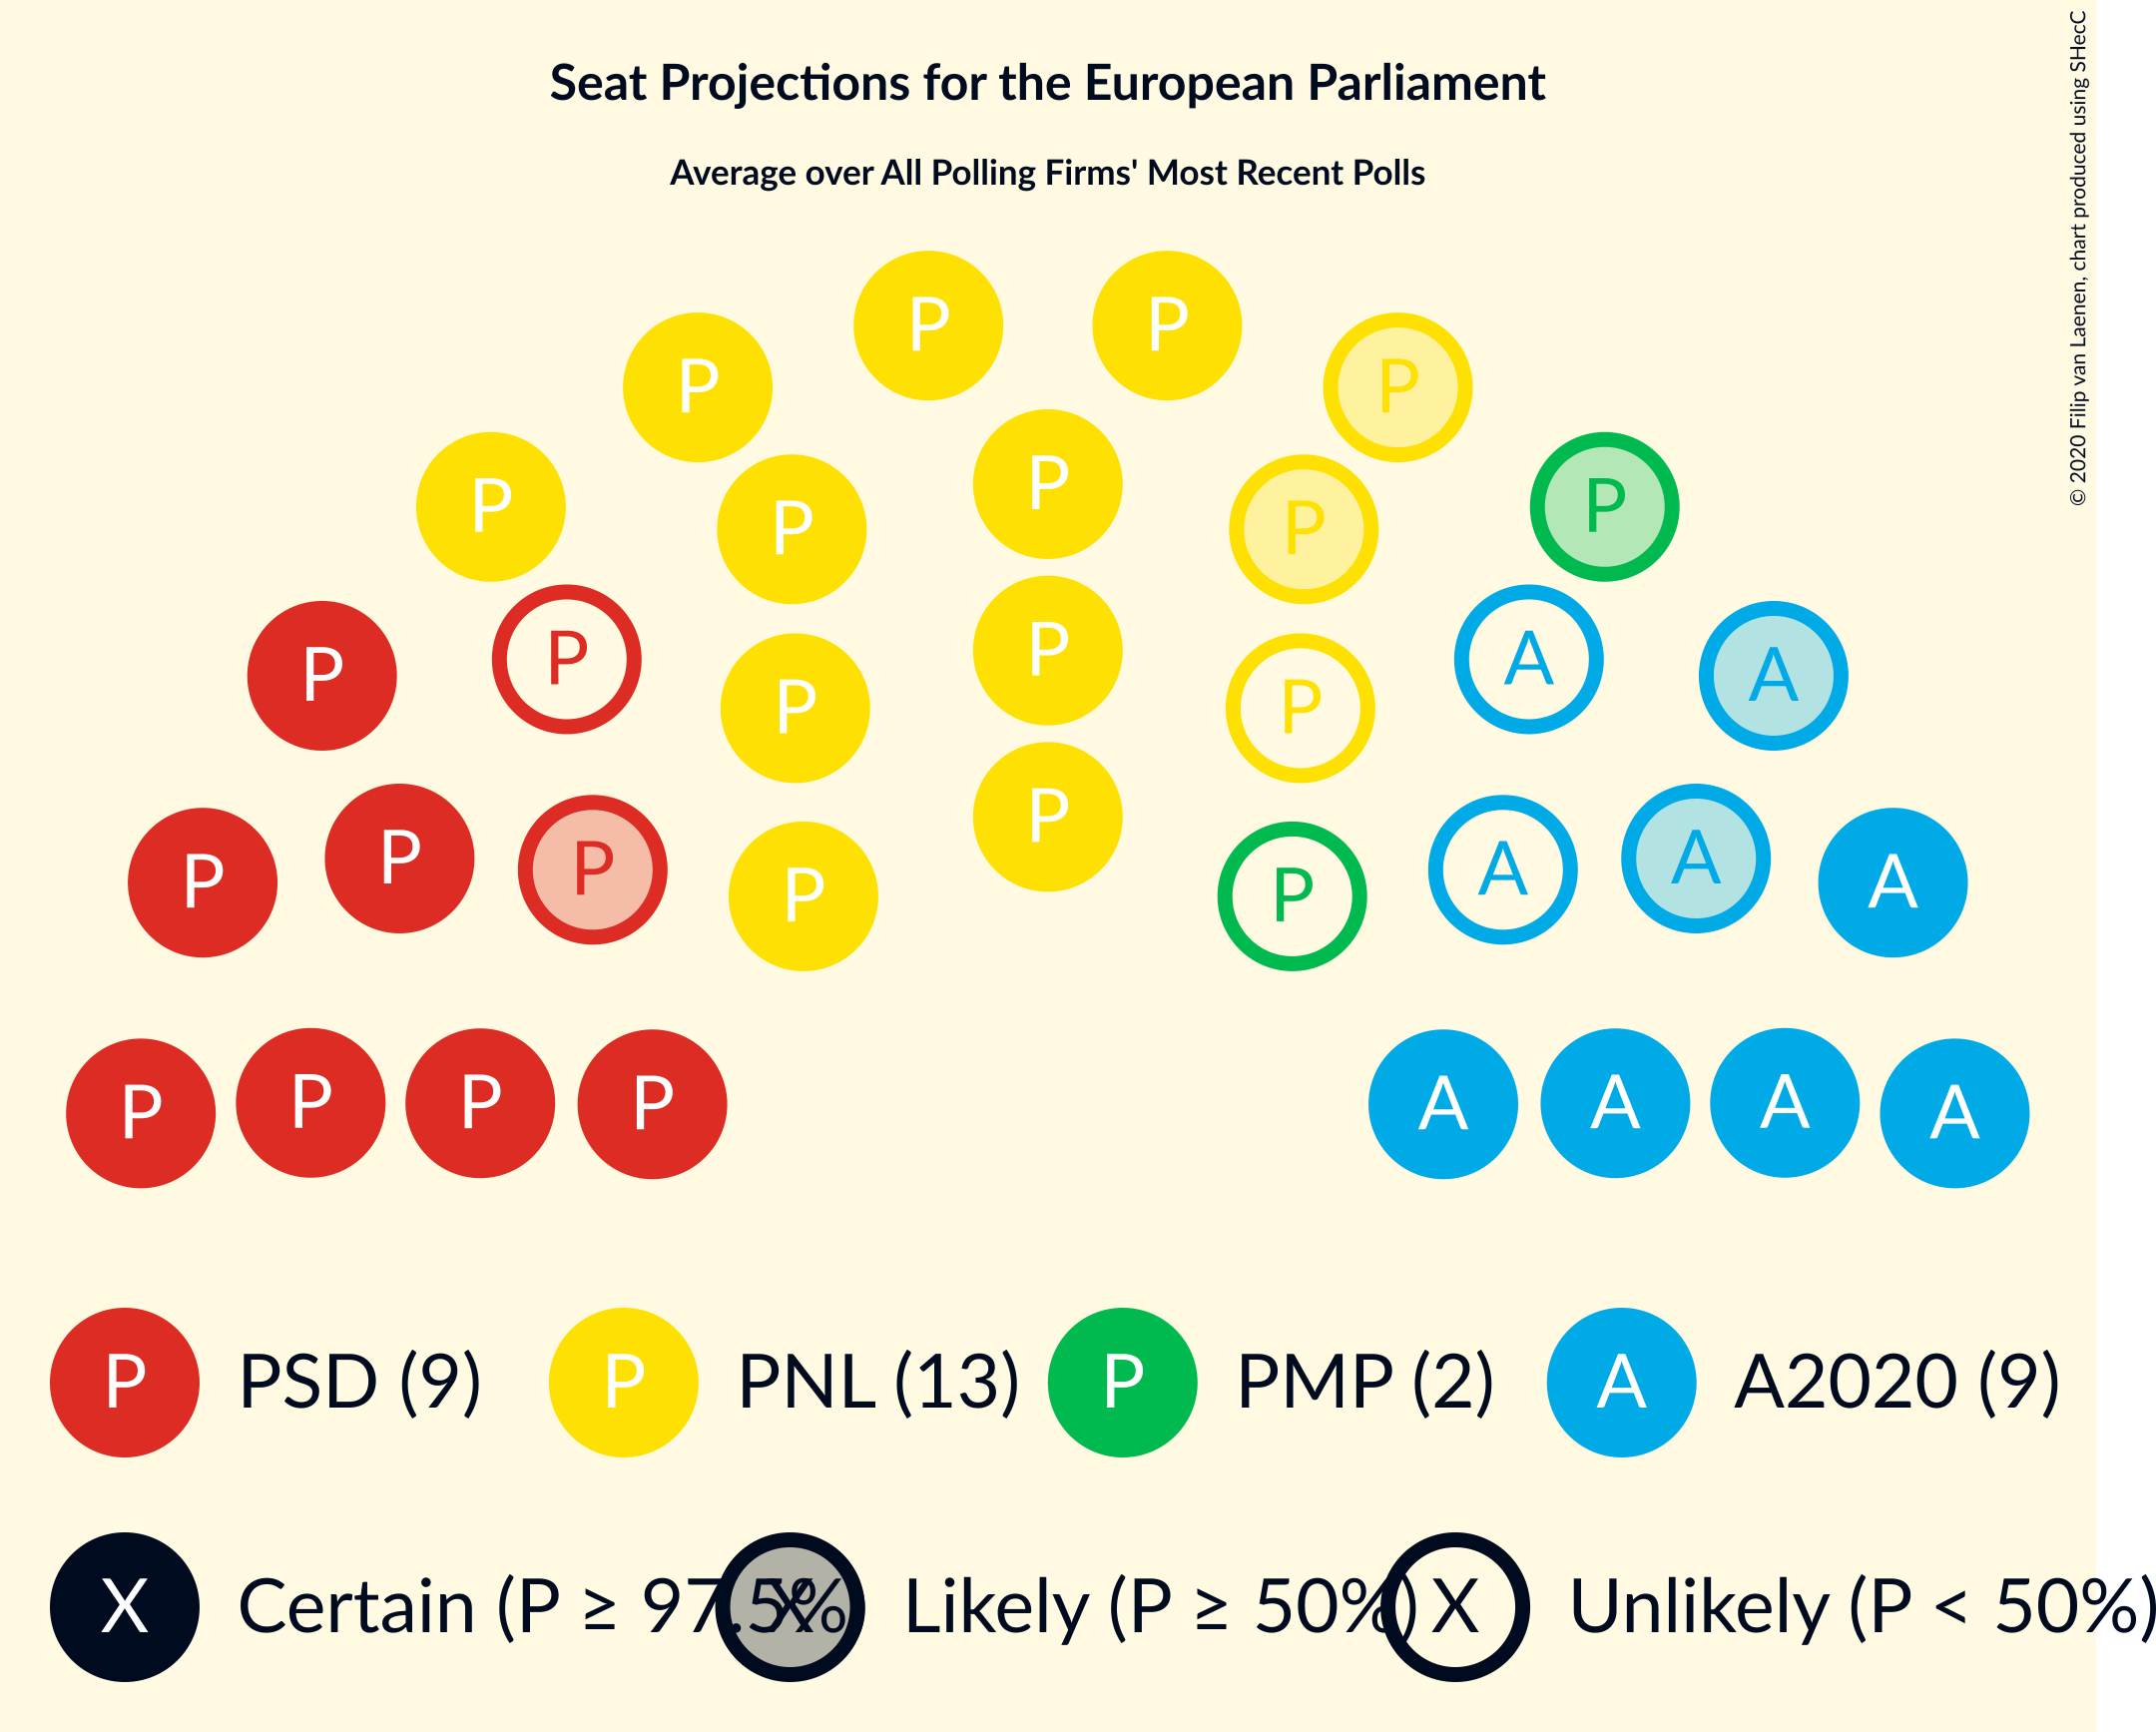 Seat Projections for the European Parliament
Average over All Polling Firms' Most Recent Polls
© 2020 Filip van Laenen, chart produced using SHecC
P P
P P
P P
P P P P
P P A A
P P P
P P P A A
P P P A
P P P P A A A A
P PSD (9) P PNL (13) P PMP (2) A A2020 (9)
X Certain (P ≥ 97.5% X Likely (P ≥ 50%) X Unlikely (P < 50%)